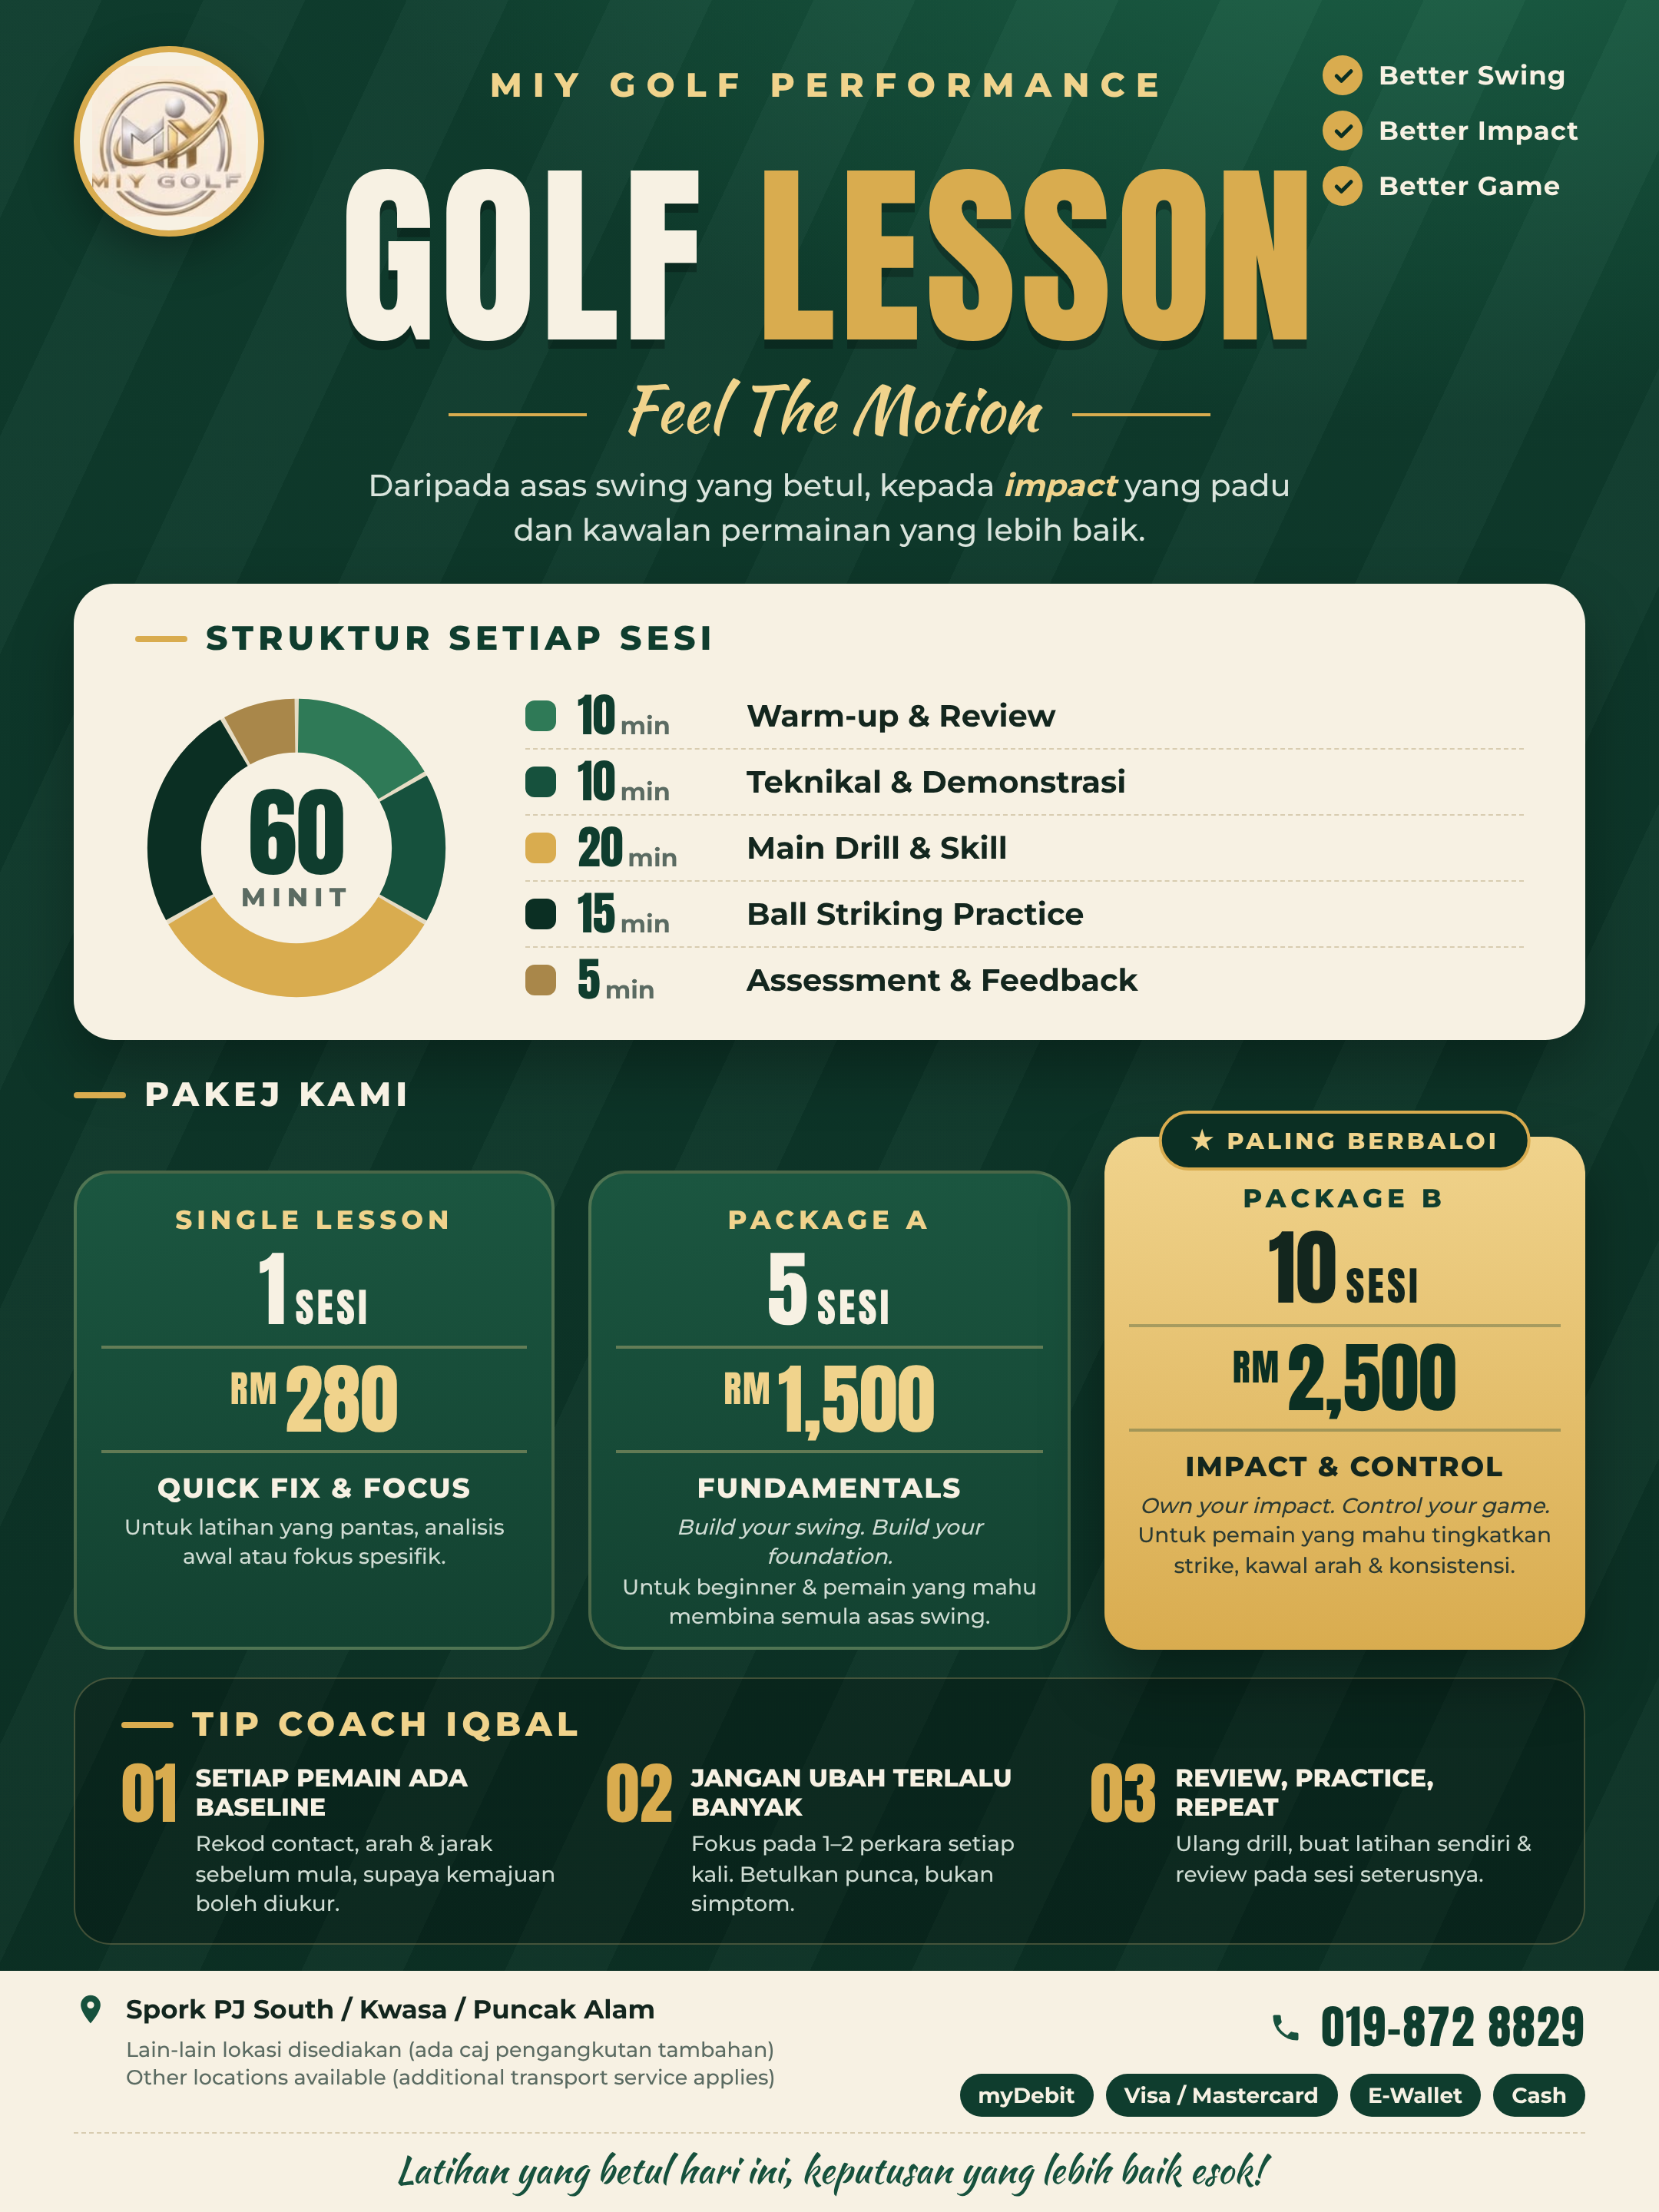 MIY GOLF
MIY GOLF PERFORMANCE
Better Swing
Better Impact
Better Game
GOLF LESSON
Feel The Motion
Daripada asas swing yang betul, kepada impact yang padu
dan kawalan permainan yang lebih baik.
STRUKTUR SETIAP SESI
60
MINIT
10 min Warm-up & Review
10 min Teknikal & Demonstrasi
20 min Main Drill & Skill
15 min Ball Striking Practice
5 min Assessment & Feedback
PAKEJ KAMI
SINGLE LESSON
1 SESI
RM 280
QUICK FIX & FOCUS
Untuk latihan yang pantas, analisis
awal atau fokus spesifik.
PACKAGE A
5 SESI
RM 1,500
FUNDAMENTALS
Build your swing. Build your
foundation.
Untuk beginner & pemain yang mahu
membina semula asas swing.
★ PALING BERBALOI
PACKAGE B
10 SESI
RM 2,500
IMPACT & CONTROL
Own your impact. Control your game.
Untuk pemain yang mahu tingkatkan
strike, kawal arah & konsistensi.
TIP COACH IQBAL
01 SETIAP PEMAIN ADA
BASELINE
Rekod contact, arah & jarak
sebelum mula, supaya kemajuan
boleh diukur.
02 JANGAN UBAH TERLALU
BANYAK
Fokus pada 1–2 perkara setiap
kali. Betulkan punca, bukan
simptom.
03 REVIEW, PRACTICE,
REPEAT
Ulang drill, buat latihan sendiri &
review pada sesi seterusnya.
Spork PJ South / Kwasa / Puncak Alam
Lain-lain lokasi disediakan (ada caj pengangkutan tambahan)
Other locations available (additional transport service applies)
019-872 8829
myDebit Visa / Mastercard E-Wallet Cash
Latihan yang betul hari ini, keputusan yang lebih baik esok!